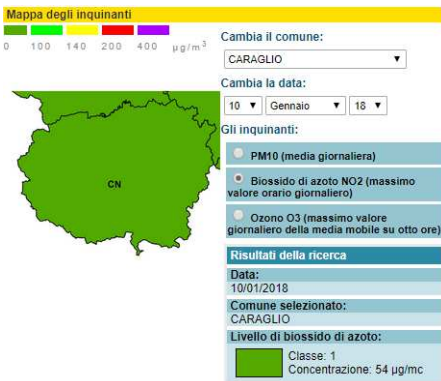 Mappa degli inquinanti
0 100 140 200 400 µg/m³
CN
Cambia il comune:
CARAGLIO
Cambia la data:
10 Gennaio 18
Gli inquinanti:
PM10 (media giornaliera)
Biossido di azoto NO2 (massimo
valore orario giornaliero)
Ozono O3 (massimo valore
giornaliero della media mobile su otto ore)
Risultati della ricerca
Data:
10/01/2018
Comune selezionato:
CARAGLIO
Livello di biossido di azoto:
Classe: 1
Concentrazione: 54 µg/mc